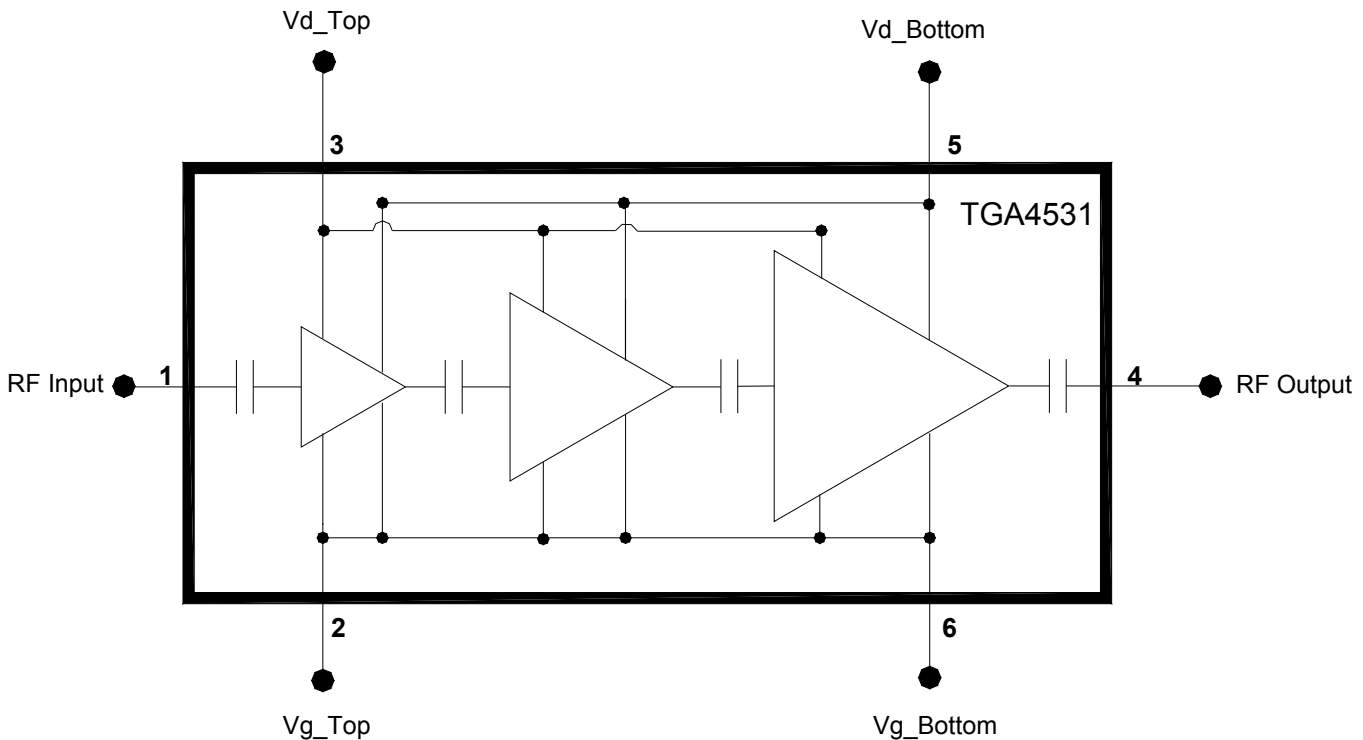 Vd_Top
Vd_Bottom
3
5
TGA4531
RF Input
1
4
RF Output
2
6
Vg_Top
Vg_Bottom